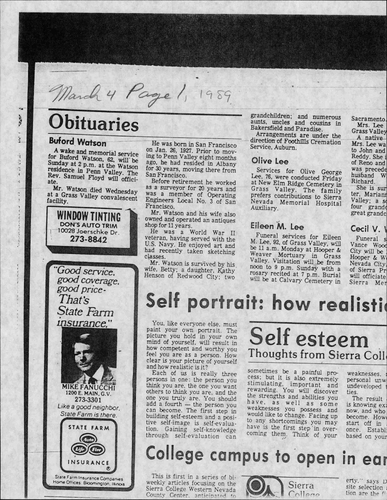 March 4 Page 1, 1989
Obituaries
Buford Watson
A wake and memorial service
for Buford Watson, 62, will be
Sunday at 2 p.m. at the Watson
residence in Penn Valley. The
Rev. Samuel Floyd will offici-
ate.
Mr. Watson died Wednesday
at a Grass Valley convalescent
facility.
He was born in San Francisco
on Jan. 26, 1927. Prior to mov-
ing to Penn Valley eight months
ago, he had resided in Albany
for 30 years, moving there from
San Francisco.
Before retirement he worked
as a surveyor for 20 years and
was a member of Operating
Engineers Local No. 3 of San
Francisco.
Mr. Watson and his wife also
owned and operated an antiques
shop for 11 years.
He was a World War II
veteran, having served with the
U.S. Navy. He enjoyed art and
had recently taken sketching
classes.
Mr. Watson is survived by his
wife, Betty; a daughter, Kathy
Henson of Redwood City; two
grandchildren; and numerous
aunts, uncles and cousins in
Bakersfield and Paradise.
Arrangements are under the
direction of Foothills Cremation
Service, Auburn.
Olive Lee
Services for Olive George
Lee, 96, were conducted Friday
at New Elm Ridge Cemetery in
Grass Valley. The family
prefers contributions to Sierra
Nevada Memorial Hospital
Auxiliary.
Eileen M. Lee
Funeral services for Eileen
M. Lee, 92, of Grass Valley, will
be 11 a.m. Monday at Hooper &
Weaver Mortuary in Grass
Valley. Visitation will be from
noon to 8 p.m. Sunday with a
rosary recited at 7 p.m. Burial
will be at Calvary Cemetery in
Sacramento.
Mrs. Lee
Grass Valley
A native
Mrs. Lee wa
to John and
Reddy. She
of Reno and
was precede
husband W
Richard.
She is sur
ter, Marian
Valley; a s
four grand
great grand
Cecil V.
Funeral
Vance Wood
City will be
Hooper & W
Nevada City.
of Sierra Pr
will officiate
Sierra Mem
WINDOW TINTING
DON'S AUTO TRIM
10028 Joerschke Dr.
273-8842
"Good service,
good coverage,
good price-
That's
State Farm
insurance."
MIKE FANUCCHI
1200 E. MAIN, G.V.
273-3301
Like a good neighbor,
State Farm is there.
STATE FARM
Auto
Life Fire
INSURANCE
State Farm Insurance Companies
Home Offices: Bloomington, Illinois
Self portrait: how realistic
You, like everyone else, must
paint your own portrait. The
picture you hold in your own
mind of yourself, will reveal
how competent and worthy you
feel you are as a person. How
clear is your picture of yourself
and how realistic is it?
Each of us is really three
persons in one: the person you
think you are, the one you want
others to think you are, and the
one you truly are. You should
add a fourth — the person you
can become. The first step in
building self-esteem and a posi-
tive self-image is self-evalua-
tion. Gaining self-knowledge
through self-evaluation can
Self esteem
Thoughts from Sierra Coll
sometimes be a painful pro-
cess; but it is also extremely
stimulating, important and
rewarding. You will discover
the strengths and abilities you
have as well as some
weaknesses you possess and
would like to change. Facing up
to any shortcomings you may
have is the first step in over-
coming them. Think of your
weaknesses,
personal
undeveloped
ties.
The result
is knowing ex
now, and who
become. How
start off in
one. Establ
based on your
College campus to open in ear
This is first in a series of bi-
weekly articles focusing on the
Sierra College Western Nevada
County Center, anticipated to
Sierra
College